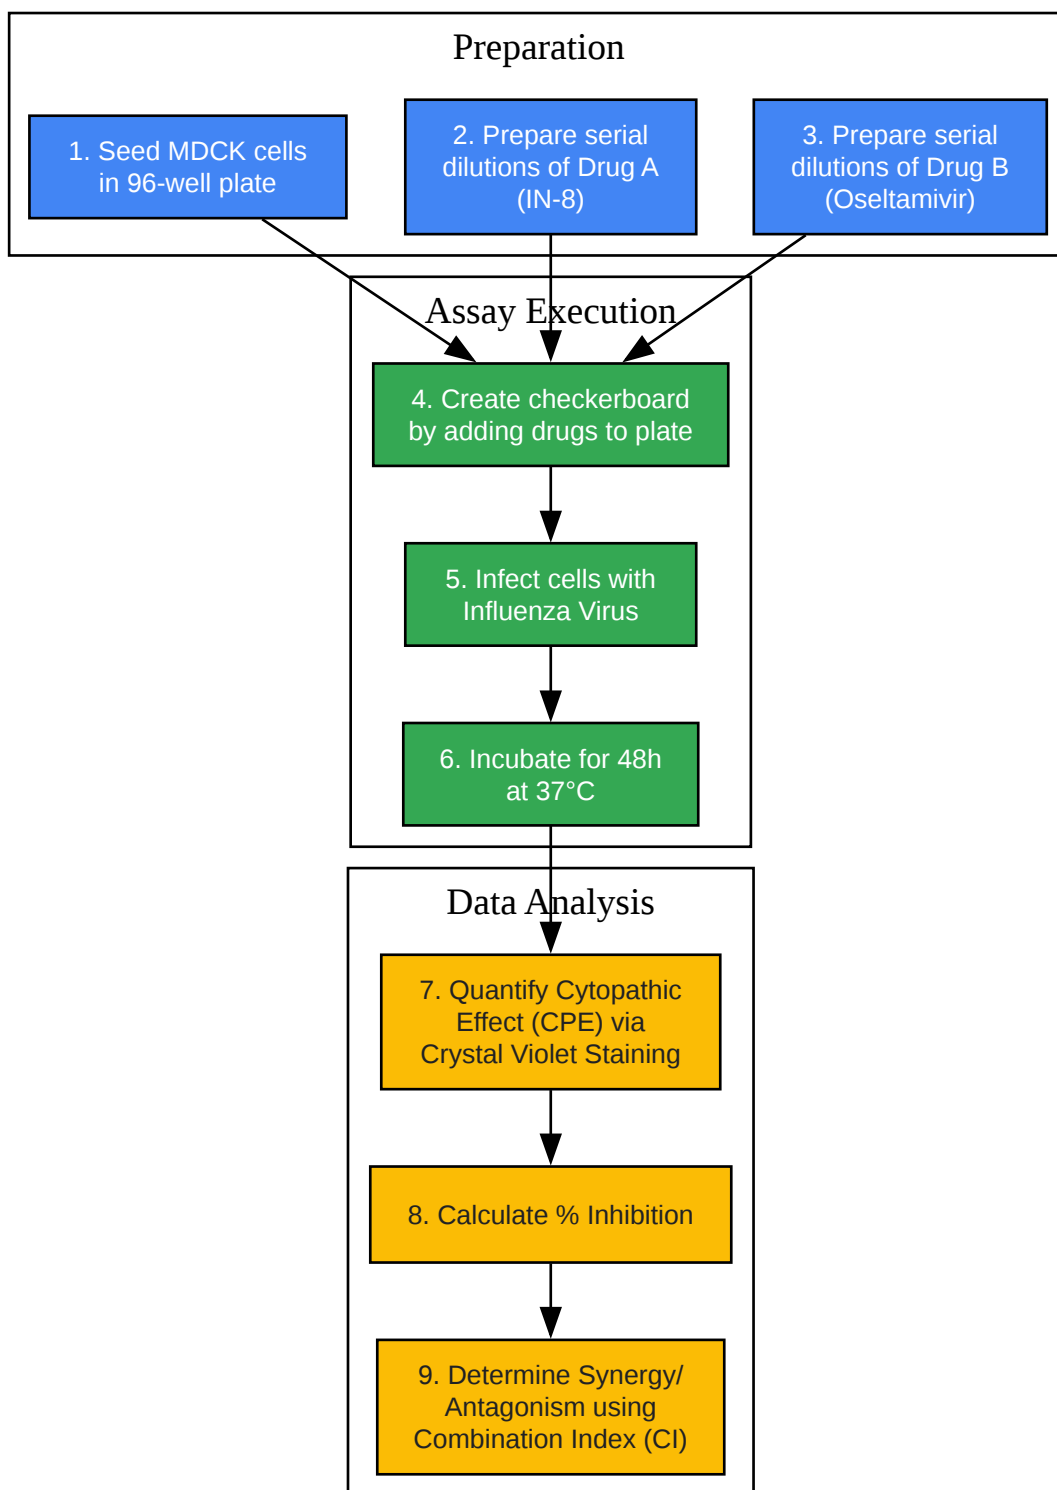 Preparation
1. Seed MDCK cells
in 96-well plate
2. Prepare serial
dilutions of Drug A
(IN-8)
3. Prepare serial
dilutions of Drug B
(Oseltamivir)
Assay Execution
4. Create checkerboard
by adding drugs to plate
5. Infect cells with
Influenza Virus
6. Incubate for 48h
at 37°C
Data Analysis
7. Quantify Cytopathic
Effect (CPE) via
Crystal Violet Staining
8. Calculate % Inhibition
9. Determine Synergy/
Antagonism using
Combination Index (CI)